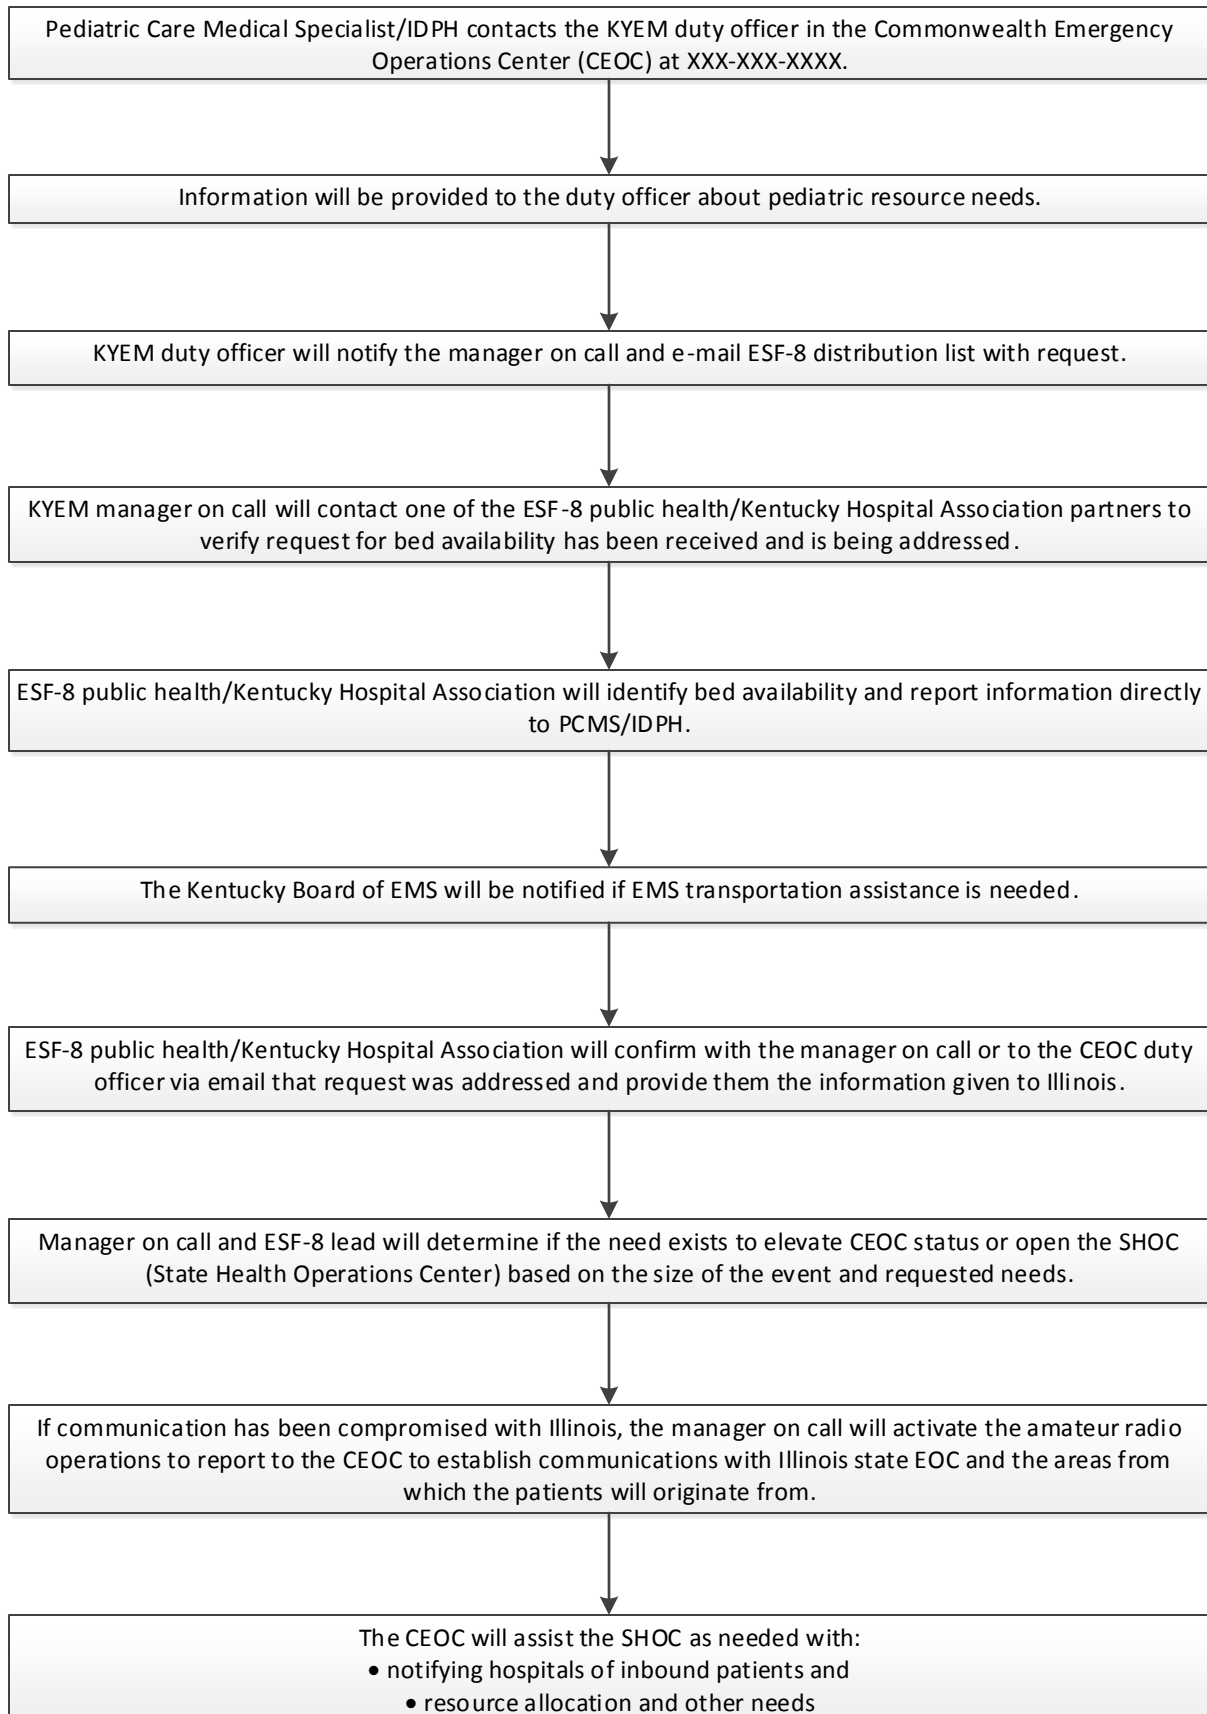 Pediatric Care Medical Specialist/IDPH contacts the KYEM duty officer in the Commonwealth Emergency
Operations Center (CEOC) at XXX-XXX-XXXX.
Information will be provided to the duty officer about pediatric resource needs.
KYEM duty officer will notify the manager on call and e-mail ESF-8 distribution list with request.
KYEM manager on call will contact one of the ESF-8 public health/Kentucky Hospital Association partners to
verify request for bed availability has been received and is being addressed.
ESF-8 public health/Kentucky Hospital Association will identify bed availability and report information directly
to PCMS/IDPH.
The Kentucky Board of EMS will be notified if EMS transportation assistance is needed.
ESF-8 public health/Kentucky Hospital Association will confirm with the manager on call or to the CEOC duty
officer via email that request was addressed and provide them the information given to Illinois.
Manager on call and ESF-8 lead will determine if the need exists to elevate CEOC status or open the SHOC
(State Health Operations Center) based on the size of the event and requested needs.
If communication has been compromised with Illinois, the manager on call will activate the amateur radio
operations to report to the CEOC to establish communications with Illinois state EOC and the areas from
which the patients will originate from.
The CEOC will assist the SHOC as needed with:
• notifying hospitals of inbound patients and
• resource allocation and other needs